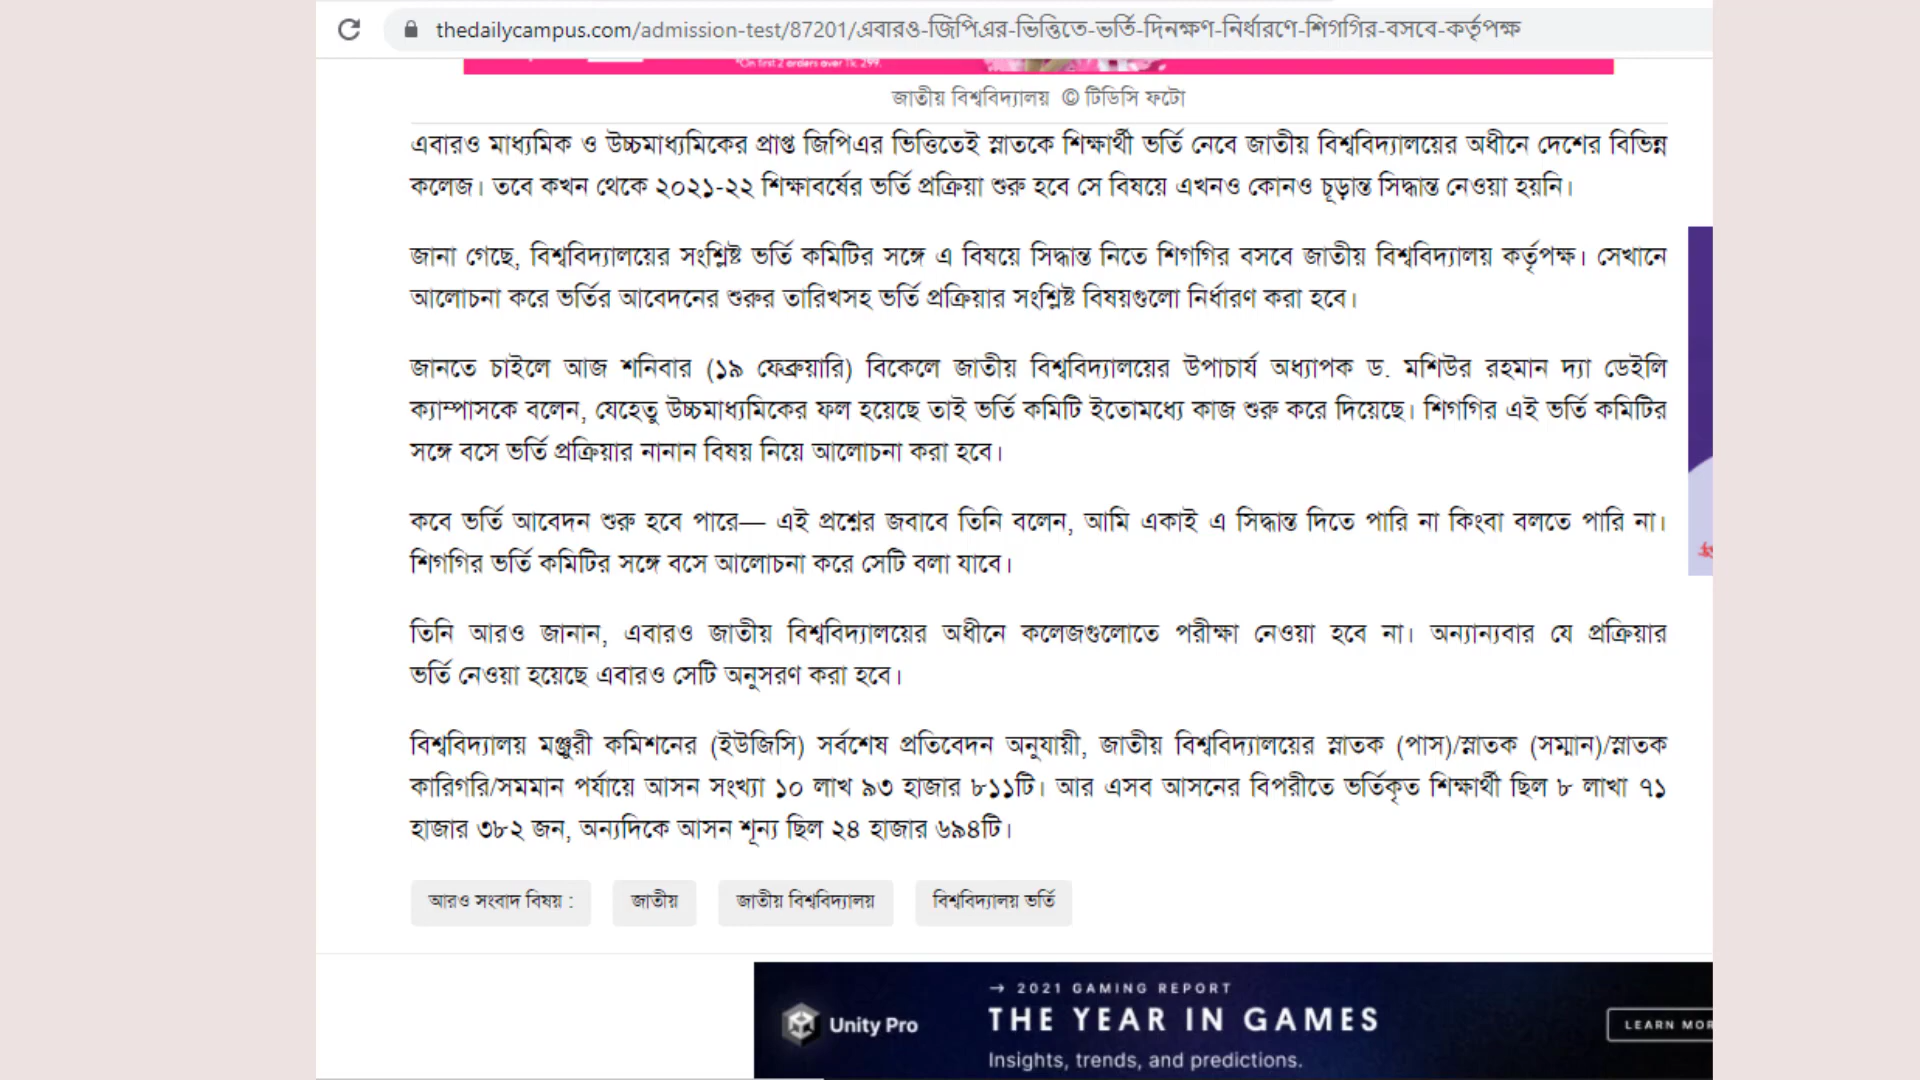 thedailycampus.com/admission-test/87201/এবারও-জিপিএর-ভিত্তিতে-ভর্তি-দিনক্ষণ-নির্ধারণে-শিগগির-বসবে-কর্তৃপক্ষ
*On first 2 orders over Tk 299.
জাতীয় বিশ্ববিদ্যালয় © টিডিসি ফটো
এবারও মাধ্যমিক ও উচ্চমাধ্যমিকের প্রাপ্ত জিপিএর ভিত্তিতেই স্নাতকে শিক্ষার্থী ভর্তি নেবে জাতীয় বিশ্ববিদ্যালয়ের অধীনে দেশের বিভিন্ন
কলেজ। তবে কখন থেকে ২০২১-২২ শিক্ষাবর্ষের ভর্তি প্রক্রিয়া শুরু হবে সে বিষয়ে এখনও কোনও চূড়ান্ত সিদ্ধান্ত নেওয়া হয়নি।
জানা গেছে, বিশ্ববিদ্যালয়ের সংশ্লিষ্ট ভর্তি কমিটির সঙ্গে এ বিষয়ে সিদ্ধান্ত নিতে শিগগির বসবে জাতীয় বিশ্ববিদ্যালয় কর্তৃপক্ষ। সেখানে
আলোচনা করে ভর্তির আবেদনের শুরুর তারিখসহ ভর্তি প্রক্রিয়ার সংশ্লিষ্ট বিষয়গুলো নির্ধারণ করা হবে।
জানতে চাইলে আজ শনিবার (১৯ ফেব্রুয়ারি) বিকেলে জাতীয় বিশ্ববিদ্যালয়ের উপাচার্য অধ্যাপক ড. মশিউর রহমান দ্যা ডেইলি
ক্যাম্পাসকে বলেন, যেহেতু উচ্চমাধ্যমিকের ফল হয়েছে তাই ভর্তি কমিটি ইতোমধ্যে কাজ শুরু করে দিয়েছে। শিগগির এই ভর্তি কমিটির
সঙ্গে বসে ভর্তি প্রক্রিয়ার নানান বিষয় নিয়ে আলোচনা করা হবে।
কবে ভর্তি আবেদন শুরু হবে পারে— এই প্রশ্নের জবাবে তিনি বলেন, আমি একাই এ সিদ্ধান্ত দিতে পারি না কিংবা বলতে পারি না।
শিগগির ভর্তি কমিটির সঙ্গে বসে আলোচনা করে সেটি বলা যাবে।
তিনি আরও জানান, এবারও জাতীয় বিশ্ববিদ্যালয়ের অধীনে কলেজগুলোতে পরীক্ষা নেওয়া হবে না। অন্যান্যবার যে প্রক্রিয়ার
ভর্তি নেওয়া হয়েছে এবারও সেটি অনুসরণ করা হবে।
বিশ্ববিদ্যালয় মঞ্জুরী কমিশনের (ইউজিসি) সর্বশেষ প্রতিবেদন অনুযায়ী, জাতীয় বিশ্ববিদ্যালয়ের স্নাতক (পাস)/স্নাতক (সম্মান)/স্নাতক
কারিগরি/সমমান পর্যায়ে আসন সংখ্যা ১০ লাখ ৯৩ হাজার ৮১১টি। আর এসব আসনের বিপরীতে ভর্তিকৃত শিক্ষার্থী ছিল ৮ লাখা ৭১
হাজার ৩৮২ জন, অন্যদিকে আসন শূন্য ছিল ২৪ হাজার ৬৯৪টি।
আরও সংবাদ বিষয় : জাতীয় জাতীয় বিশ্ববিদ্যালয় বিশ্ববিদ্যালয় ভর্তি
→ 2021 GAMING REPORT
Unity Pro
THE YEAR IN GAMES
LEARN MOR
Insights, trends, and predictions.